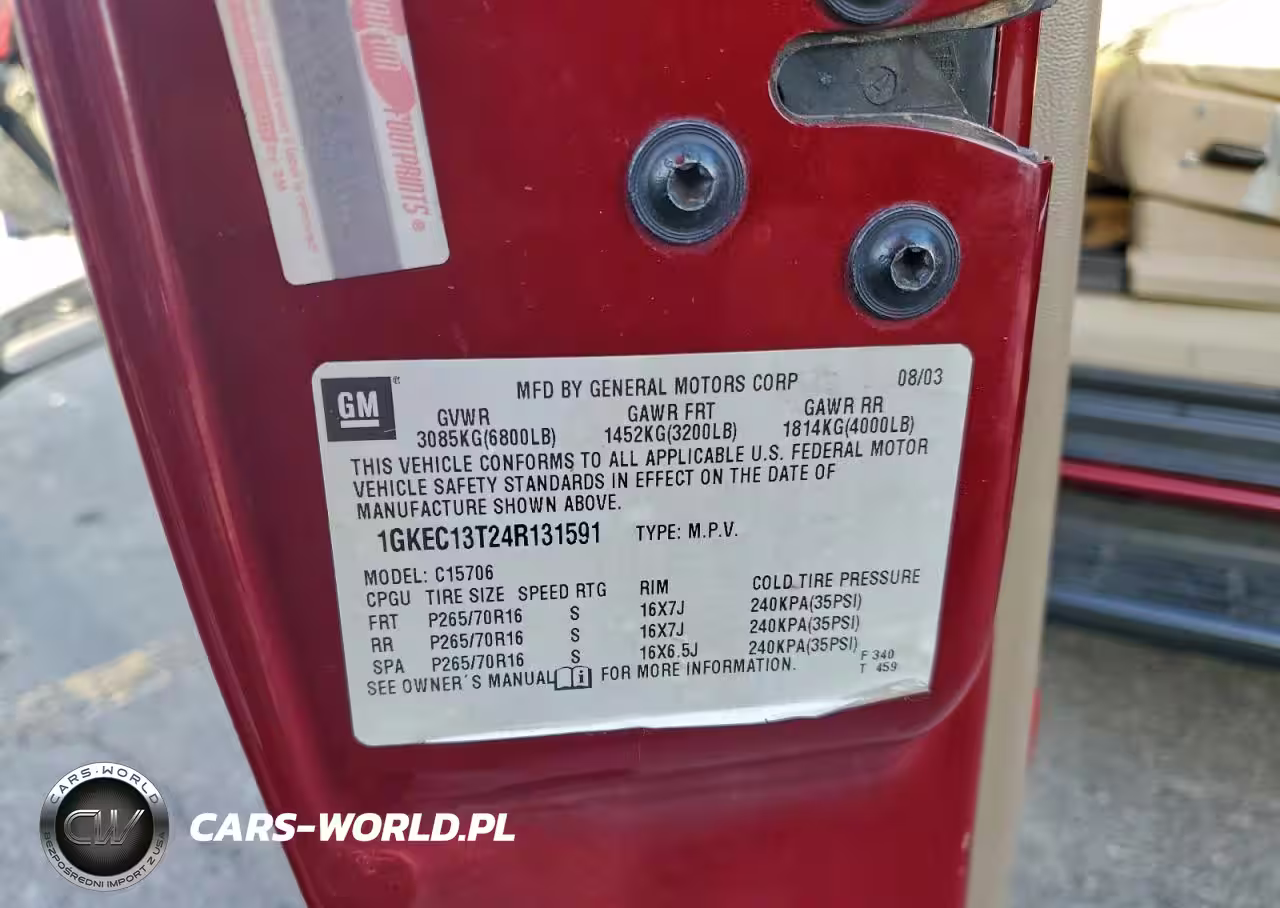 FOOTPRINTS®
GM
MFD BY GENERAL MOTORS CORP 08/03
GVWR GAWR FRT GAWR RR
3085KG(6800LB) 1452KG(3200LB) 1814KG(4000LB)
THIS VEHICLE CONFORMS TO ALL APPLICABLE U.S. FEDERAL MOTOR
VEHICLE SAFETY STANDARDS IN EFFECT ON THE DATE OF
MANUFACTURE SHOWN ABOVE.
1GKEC13T24R131591 TYPE: M.P.V.
MODEL: C15706
CPGU TIRE SIZE SPEED RTG RIM COLD TIRE PRESSURE
FRT P265/70R16 S 16X7J 240KPA(35PSI)
RR P265/70R16 S 16X7J 240KPA(35PSI)
SPA P265/70R16 S 16X6.5J 240KPA(35PSI)
SEE OWNER'S MANUAL FOR MORE INFORMATION.
F 340
T 459
CARS-WORLD
CW
BEZPOŚREDNI IMPORT Z USA
CARS-WORLD.PL